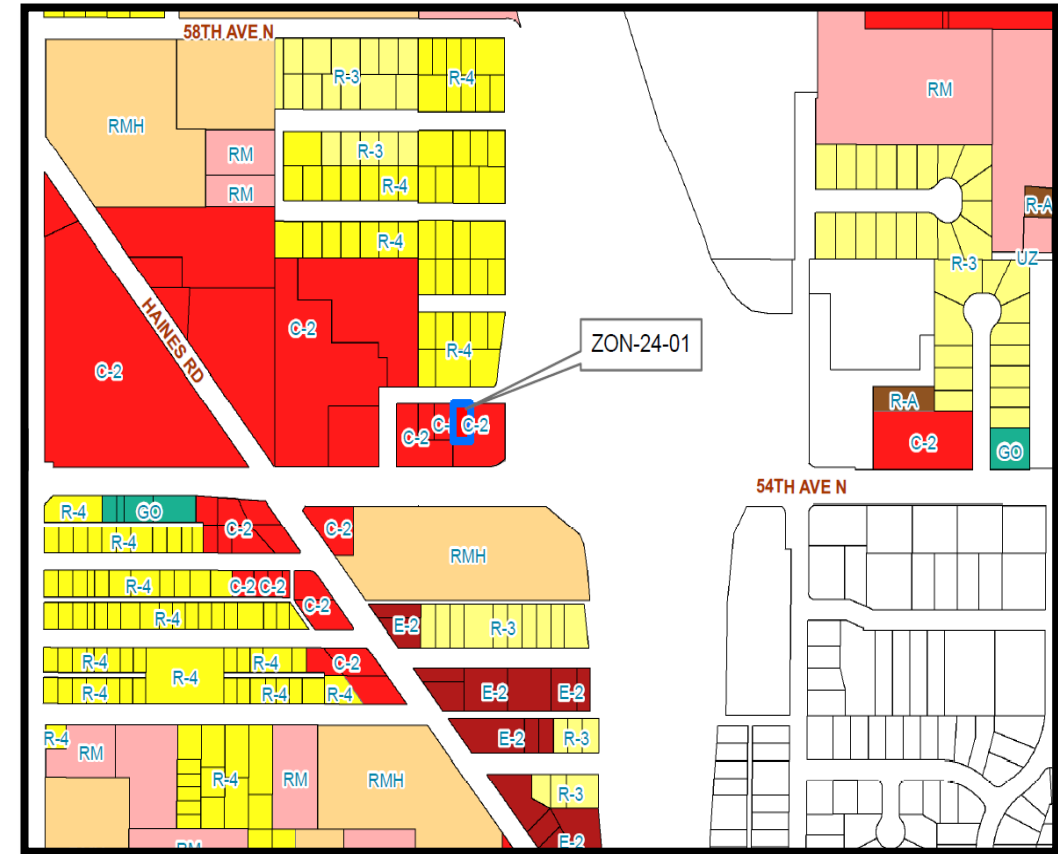 58TH AVE N
R-3
R-4
RM
RMH
R-3
RM
R-4
RM
R-A
R-4
R-3
UZ
HAINES RD
C-2
R-4
ZON-24-01
C-2
R-A
C-2
C-2
C-2
GO
54TH AVE N
R-4
GO
C-2
C-2
R-4
RMH
R-4
C-2
C-2
C-2
R-4
E-2
R-3
R-4
R-4
C-2
R-4
R-4
R-4
R-4
E-2
E-2
R-4
RM
E-2
R-3
R-4
RM
RMH
R-3
RM
E-2